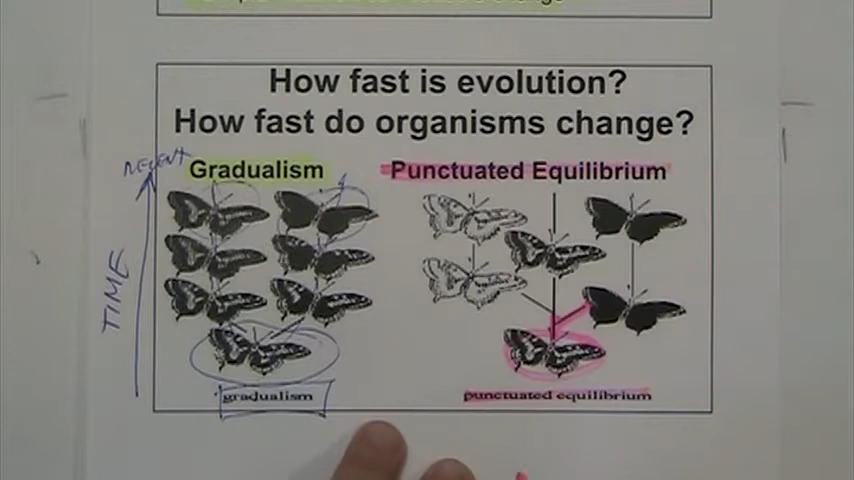 How fast is evolution?
How fast do organisms change?
RECENT
Gradualism
Punctuated Equilibrium
TIME
gradualism
punctuated equilibrium